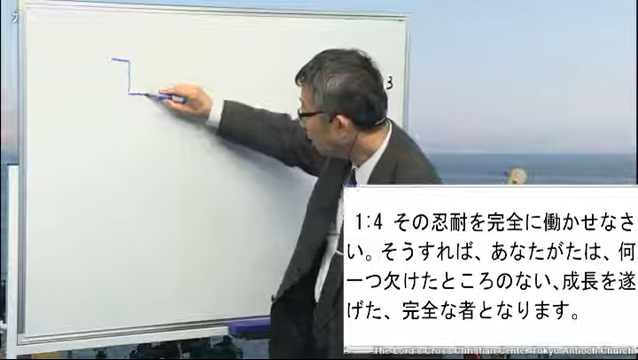 3
1:4 その忍耐を完全に働かせなさ
い。そうすれば、あなたがたは、何
一つ欠けたところのない、成長を遂
げた、完全な者となります。
The Lord's Cross Christian Center Tokyo Antioch Church